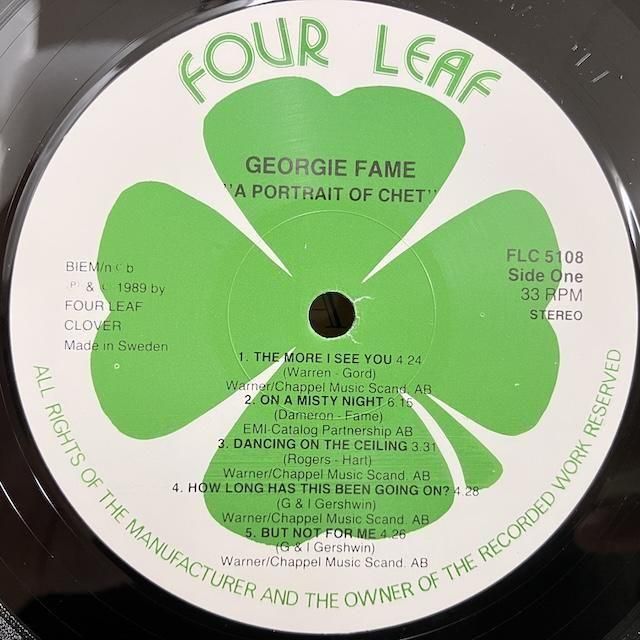 FOUR LEAF
GEORGIE FAME
"A PORTRAIT OF CHET"
BIEM/n©b
℗ & © 1989 by
FOUR LEAF
CLOVER
Made in Sweden
FLC 5108
Side One
33 RPM
STEREO
1. THE MORE I SEE YOU 4.24
(Warren - Gord)
Warner/Chappel Music Scand. AB
2. ON A MISTY NIGHT 6.15
(Dameron - Fame)
EMI-Catalog Partnership AB
3. DANCING ON THE CEILING 3.31
(Rogers - Hart)
Warner/Chappel Music Scand. AB
4. HOW LONG HAS THIS BEEN GOING ON? 4.28
(G & I Gershwin)
Warner/Chappel Music Scand. AB
5. BUT NOT FOR ME 4.26
(G & I Gershwin)
Warner/Chappel Music Scand. AB
ALL RIGHTS OF THE MANUFACTURER AND THE OWNER OF THE RECORDED WORK RESERVED